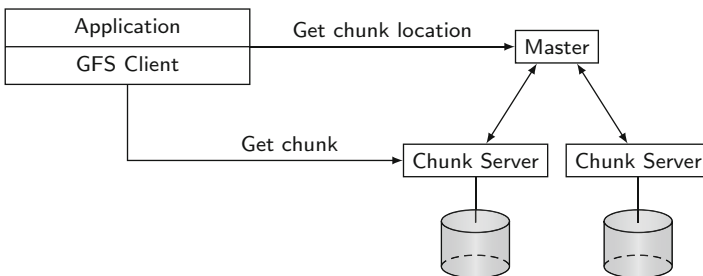 Application
Get chunk location
Master
GFS Client
Get chunk
Chunk Server
Chunk Server